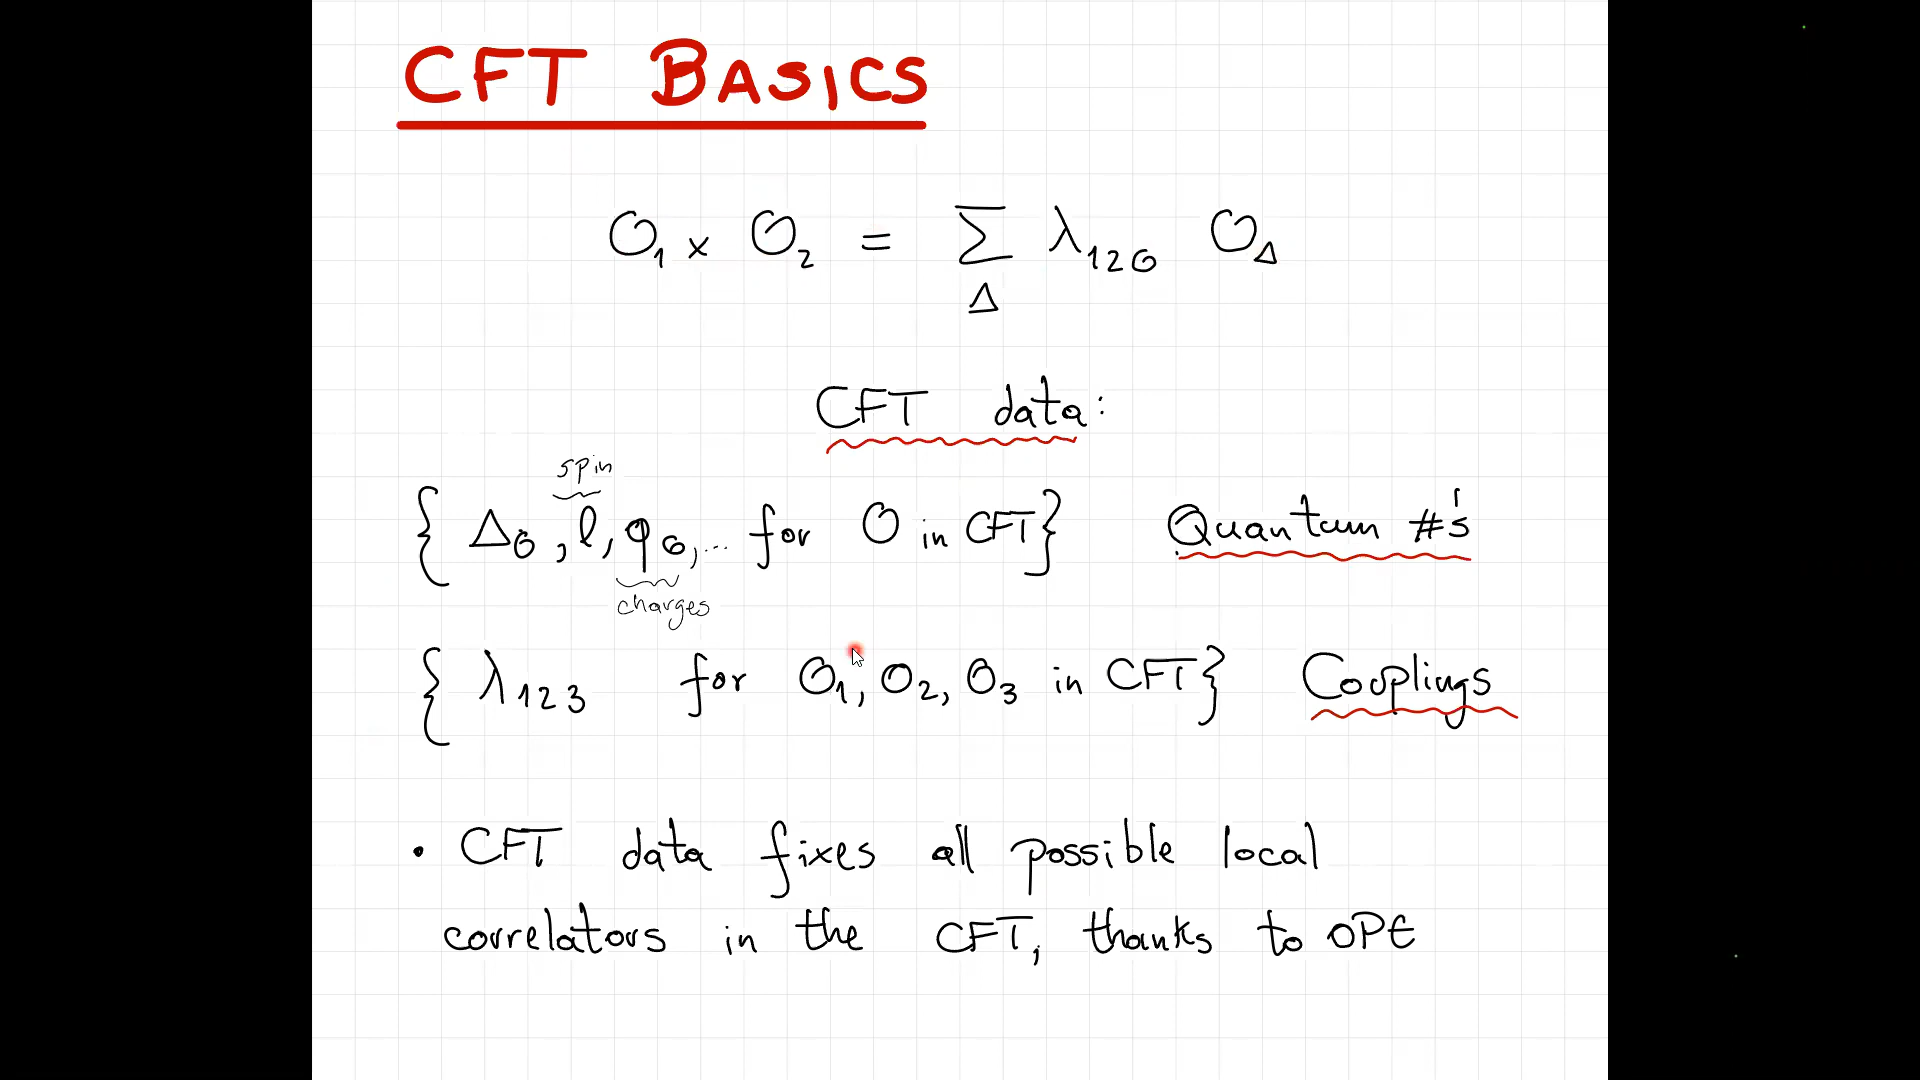 CFT BASICS
O₁ × O₂ = Σ λ₁₂O O_Δ
Δ
CFT data:
spin
{ Δ_O, l, q_O, ... for O in CFT } Quantum #'s
charges
{ λ₁₂₃ for O₁, O₂, O₃ in CFT } Couplings
• CFT data fixes all possible local
correlators in the CFT, thanks to OPE